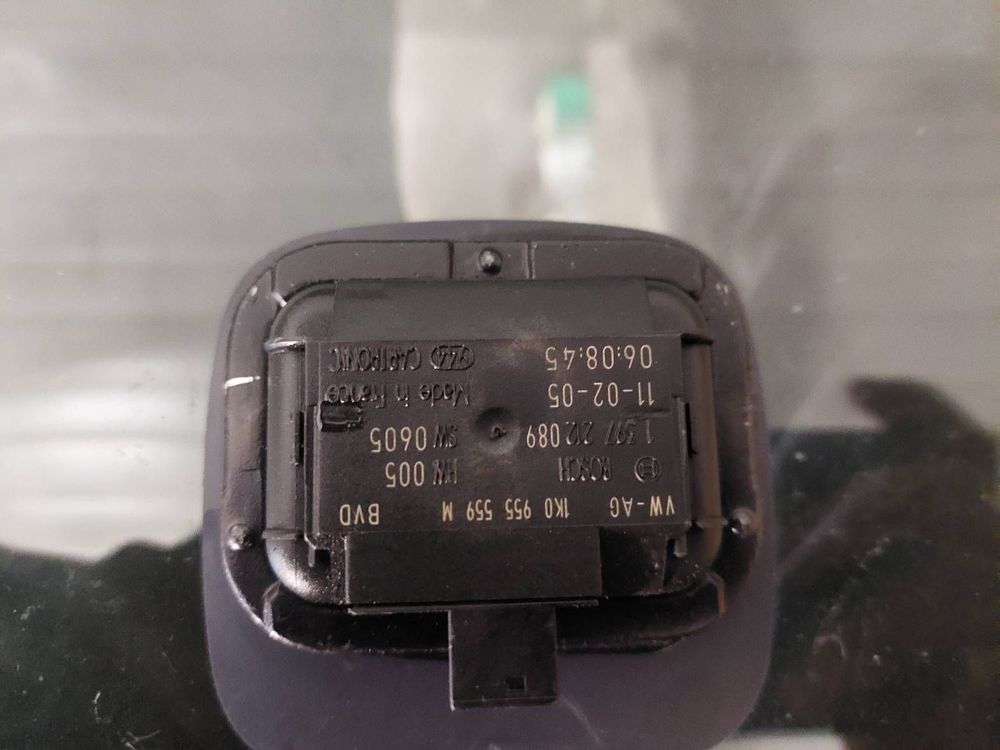 VW-AG 1K0 955 559 M BVD
BOSCH HW 005
1 397 212 089 SW 0605
11-02-05 Made in France
06:08:45 CARTRONIC